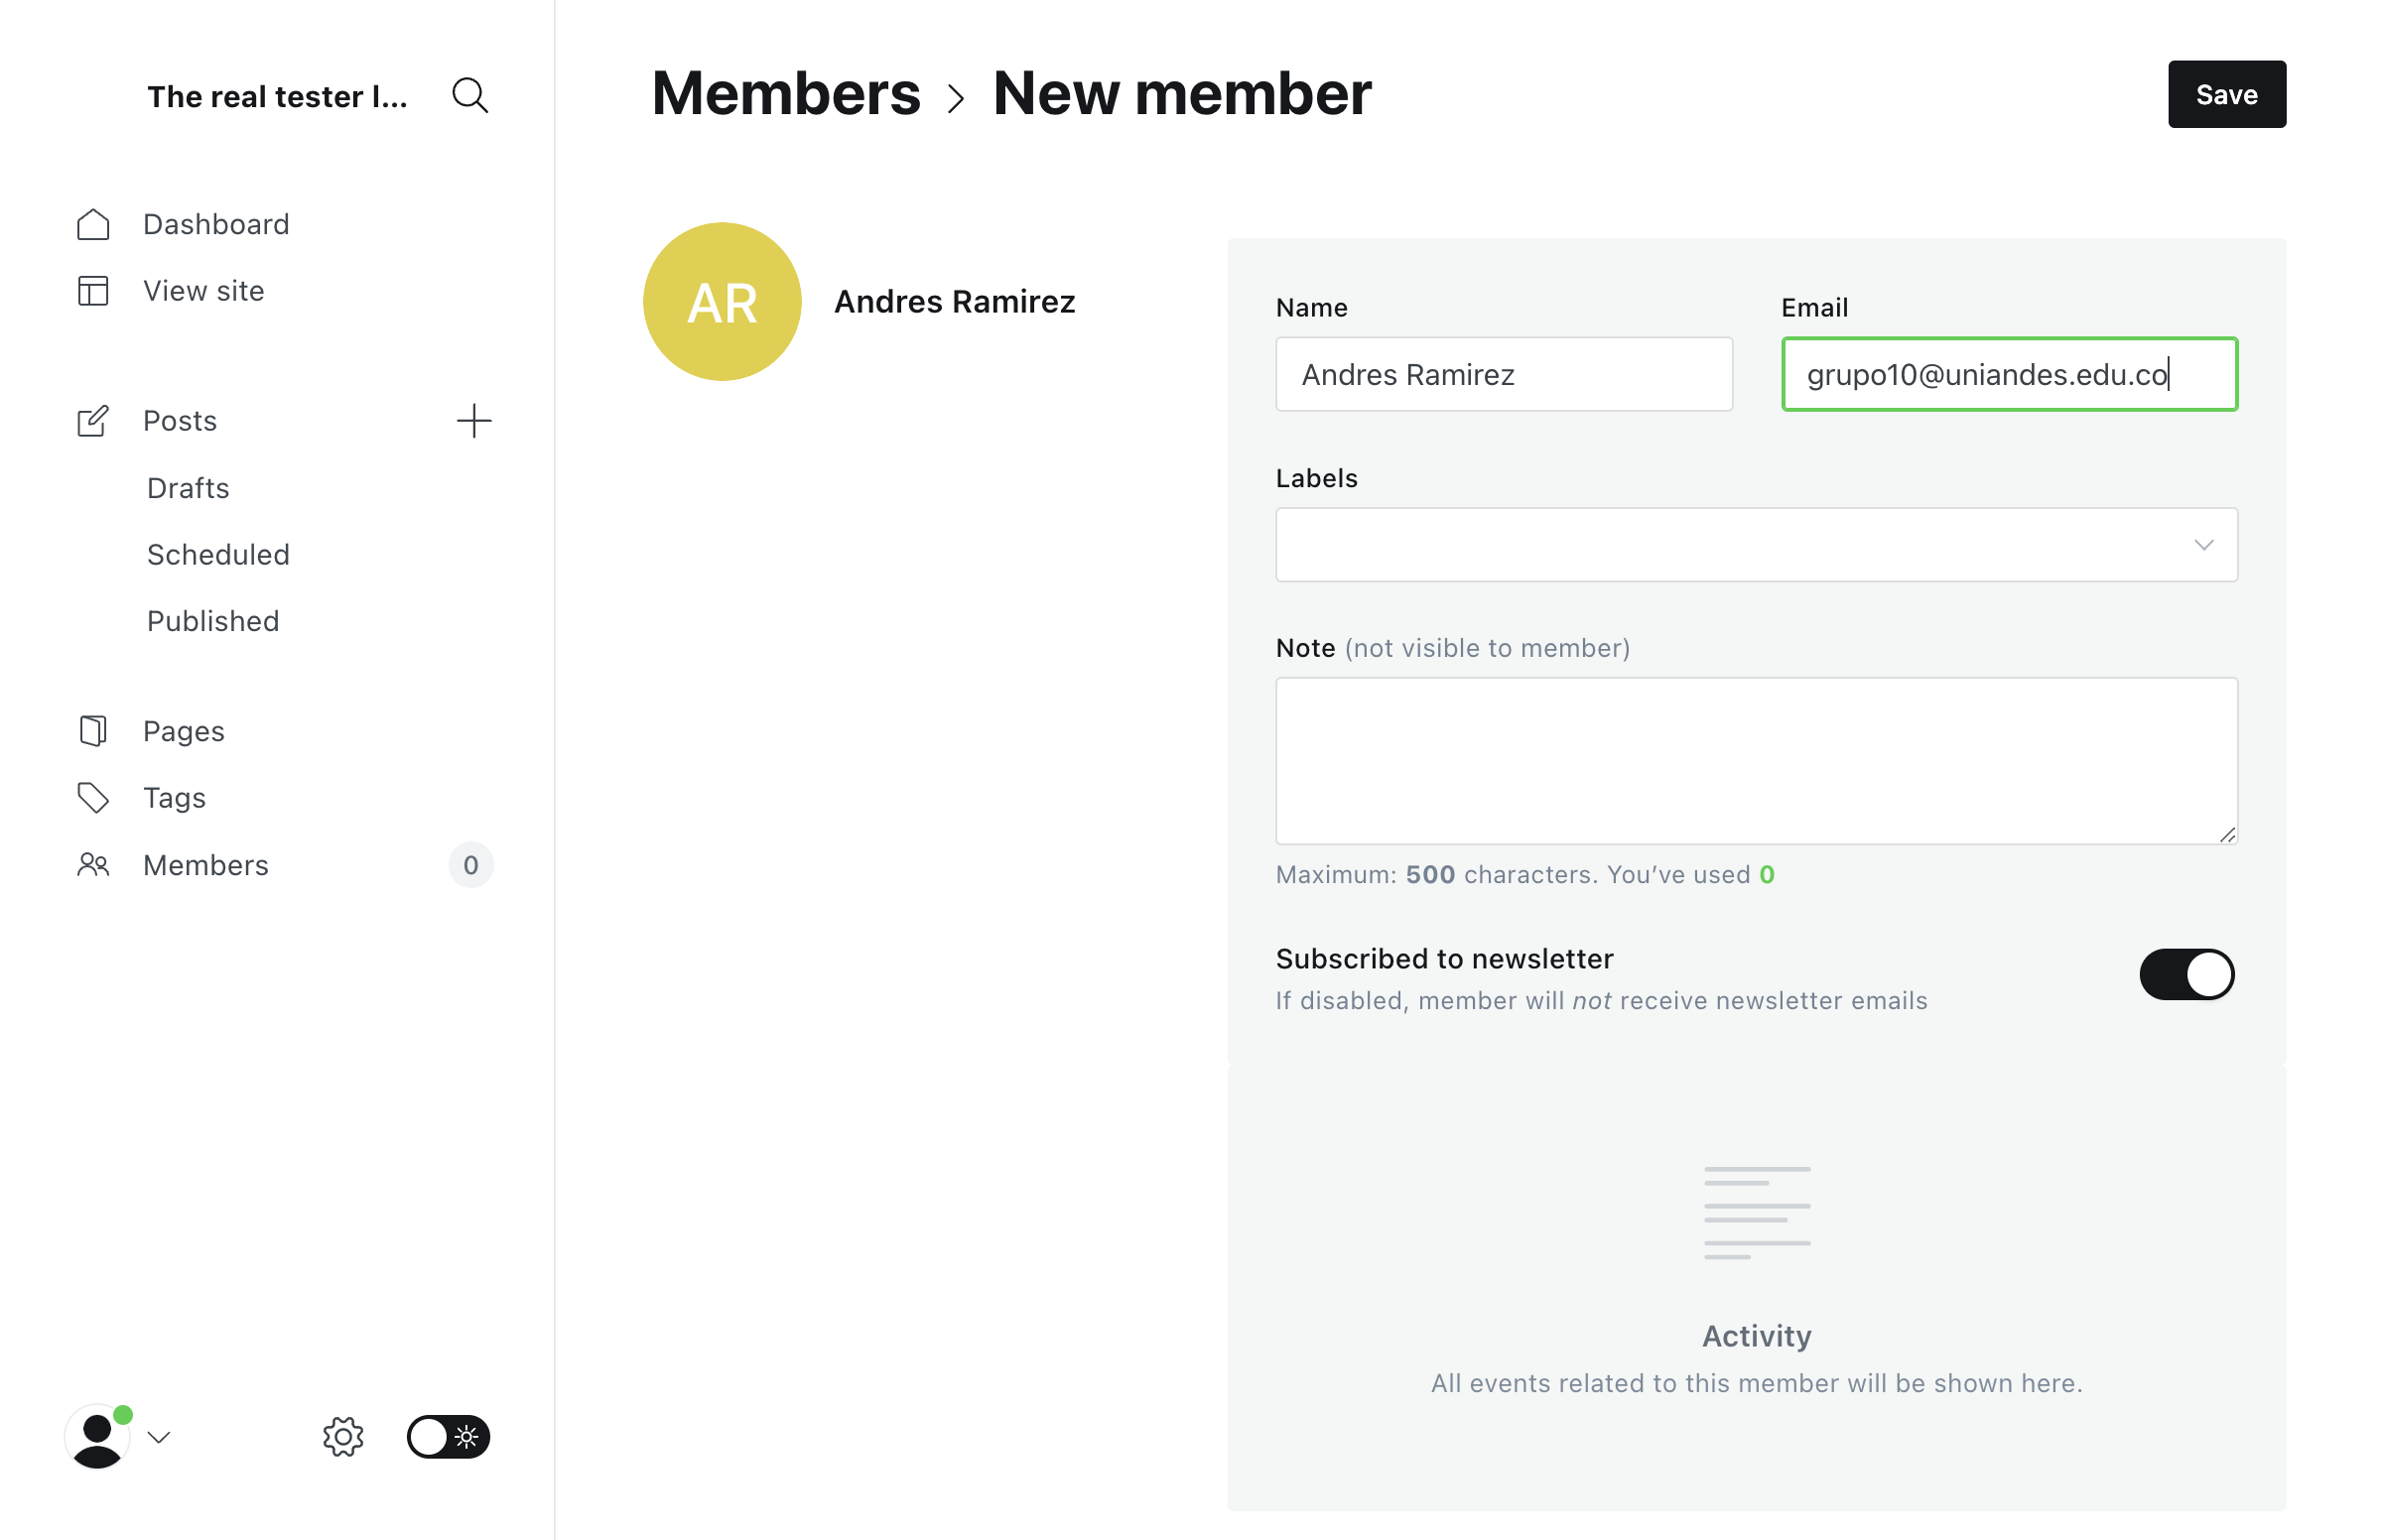 The real tester l...
Dashboard
View site
Posts
Drafts
Scheduled
Published
Pages
Tags
Members 0
Members > New member
Save
AR
Andres Ramirez
Name
Andres Ramirez
Email
grupo10@uniandes.edu.co
Labels
Note (not visible to member)
Maximum: 500 characters. You’ve used 0
Subscribed to newsletter
If disabled, member will not receive newsletter emails
Activity
All events related to this member will be shown here.